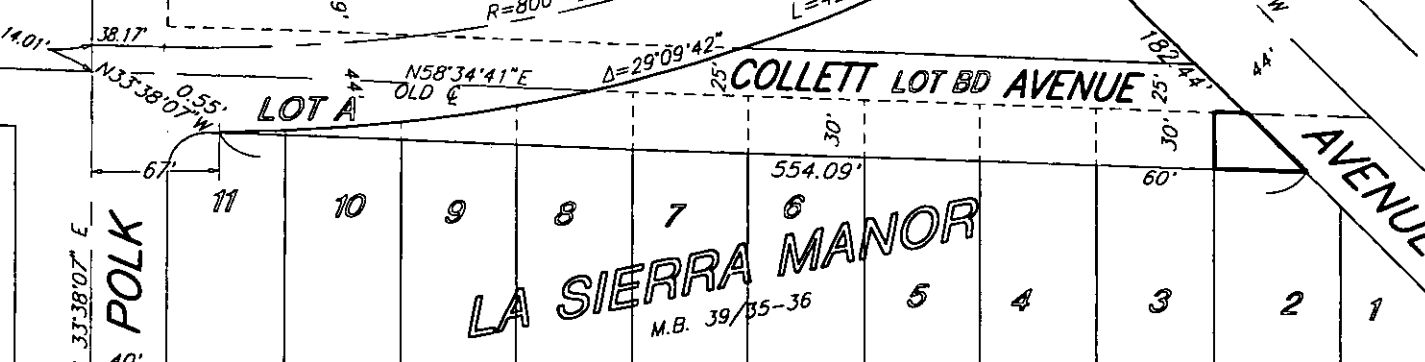 R=800'
14.01'
38.17'
Δ=29°09'42"
182/44'
44'
N33°38'07"W
0.55'
44'
N58°34'41"E
OLD ℄
25'
COLLETT LOT BD AVENUE
25'
LOT A
30'
30'
67'
554.09'
60'
AVENUE
11
10
9
8
7
6
LA SIERRA MANOR
M.B. 39/35-36
5
4
3
2
1
33°38'07" E
POLK
40'